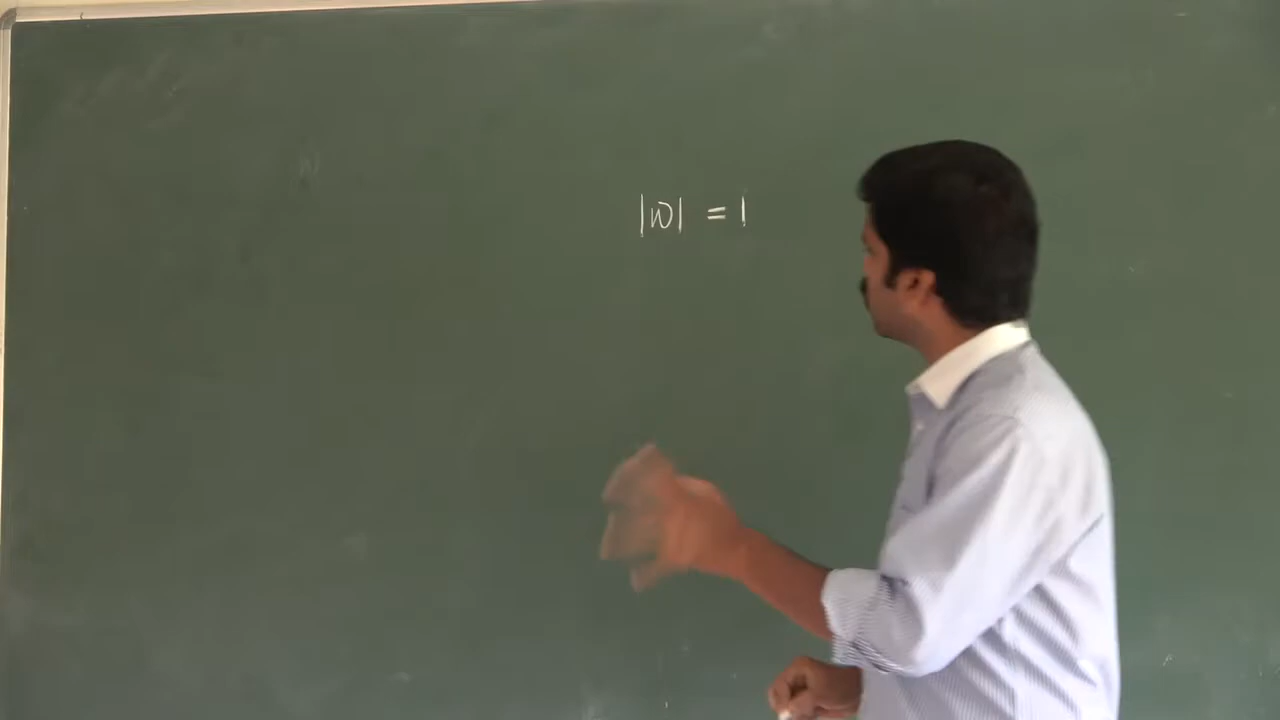 |w| = 1